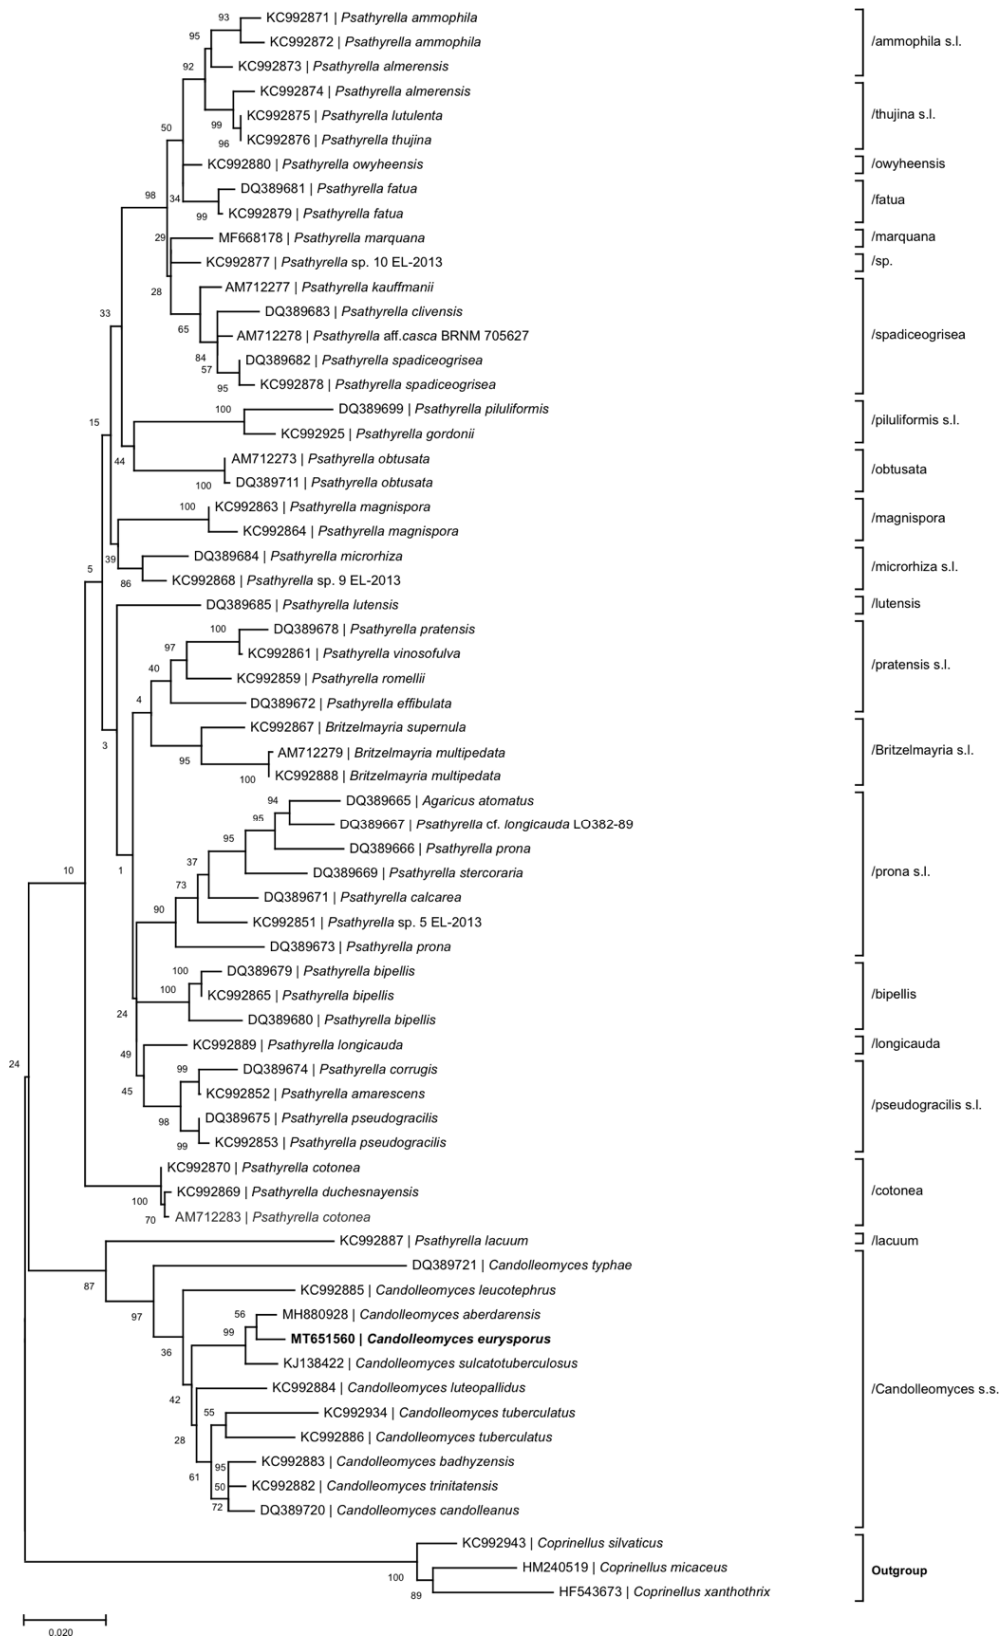 93
KC992871 | Psathyrella ammophila
95
KC992872 | Psathyrella ammophila
/ammophila s.l.
92
KC992873 | Psathyrella almerensis
KC992874 | Psathyrella almerensis
99
KC992875 | Psathyrella lutulenta
/thujina s.l.
50
96
KC992876 | Psathyrella thujina
KC992880 | Psathyrella owyheensis
/owyheensis
98
34
DQ389681 | Psathyrella fatua
/fatua
99
KC992879 | Psathyrella fatua
29
MF668178 | Psathyrella marquana
/marquana
KC992877 | Psathyrella sp. 10 EL-2013
/sp.
28
AM712277 | Psathyrella kauffmanii
33
65
DQ389683 | Psathyrella clivensis
AM712278 | Psathyrella aff.casca BRNM 705627
/spadiceogrisea
84
57
DQ389682 | Psathyrella spadiceogrisea
95
KC992878 | Psathyrella spadiceogrisea
100
DQ389699 | Psathyrella piluliformis
/piluliformis s.l.
15
KC992925 | Psathyrella gordonii
44
AM712273 | Psathyrella obtusata
/obtusata
100
DQ389711 | Psathyrella obtusata
100
KC992863 | Psathyrella magnispora
/magnispora
KC992864 | Psathyrella magnispora
39
DQ389684 | Psathyrella microrhiza
/microrhiza s.l.
5
86
KC992868 | Psathyrella sp. 9 EL-2013
DQ389685 | Psathyrella lutensis
/lutensis
100
DQ389678 | Psathyrella pratensis
97
KC992861 | Psathyrella vinosofulva
/pratensis s.l.
40
KC992859 | Psathyrella romellii
4
DQ389672 | Psathyrella effibulata
KC992867 | Britzelmayria supernula
3
95
AM712279 | Britzelmayria multipedata
/Britzelmayria s.l.
100
KC992888 | Britzelmayria multipedata
94
DQ389665 | Agaricus atomatus
95
DQ389667 | Psathyrella cf. longicauda LO382-89
95
DQ389666 | Psathyrella prona
10
1
37
DQ389669 | Psathyrella stercoraria
/prona s.l.
73
DQ389671 | Psathyrella calcarea
90
KC992851 | Psathyrella sp. 5 EL-2013
DQ389673 | Psathyrella prona
100
DQ389679 | Psathyrella bipellis
100
KC992865 | Psathyrella bipellis
/bipellis
24
DQ389680 | Psathyrella bipellis
49
KC992889 | Psathyrella longicauda
/longicauda
24
99
DQ389674 | Psathyrella corrugis
45
KC992852 | Psathyrella amarescens
/pseudogracilis s.l.
98
DQ389675 | Psathyrella pseudogracilis
99
KC992853 | Psathyrella pseudogracilis
KC992870 | Psathyrella cotonea
100
KC992869 | Psathyrella duchesnayensis
/cotonea
70
AM712283 | Psathyrella cotonea
KC992887 | Psathyrella lacuum
/lacuum
87
DQ389721 | Candolleomyces typhae
97
KC992885 | Candolleomyces leucotephrus
56
MH880928 | Candolleomyces aberdarensis
99
MT651560 | Candolleomyces eurysporus
36
KJ138422 | Candolleomyces sulcatotuberculosus
42
KC992884 | Candolleomyces luteopallidus
/Candolleomyces s.s.
55
KC992934 | Candolleomyces tuberculatus
28
KC992886 | Candolleomyces tuberculatus
61
95
KC992883 | Candolleomyces badhyzensis
50
KC992882 | Candolleomyces trinitatensis
72
DQ389720 | Candolleomyces candolleanus
KC992943 | Coprinellus silvaticus
100
HM240519 | Coprinellus micaceus
Outgroup
89
HF543673 | Coprinellus xanthothrix
0.020